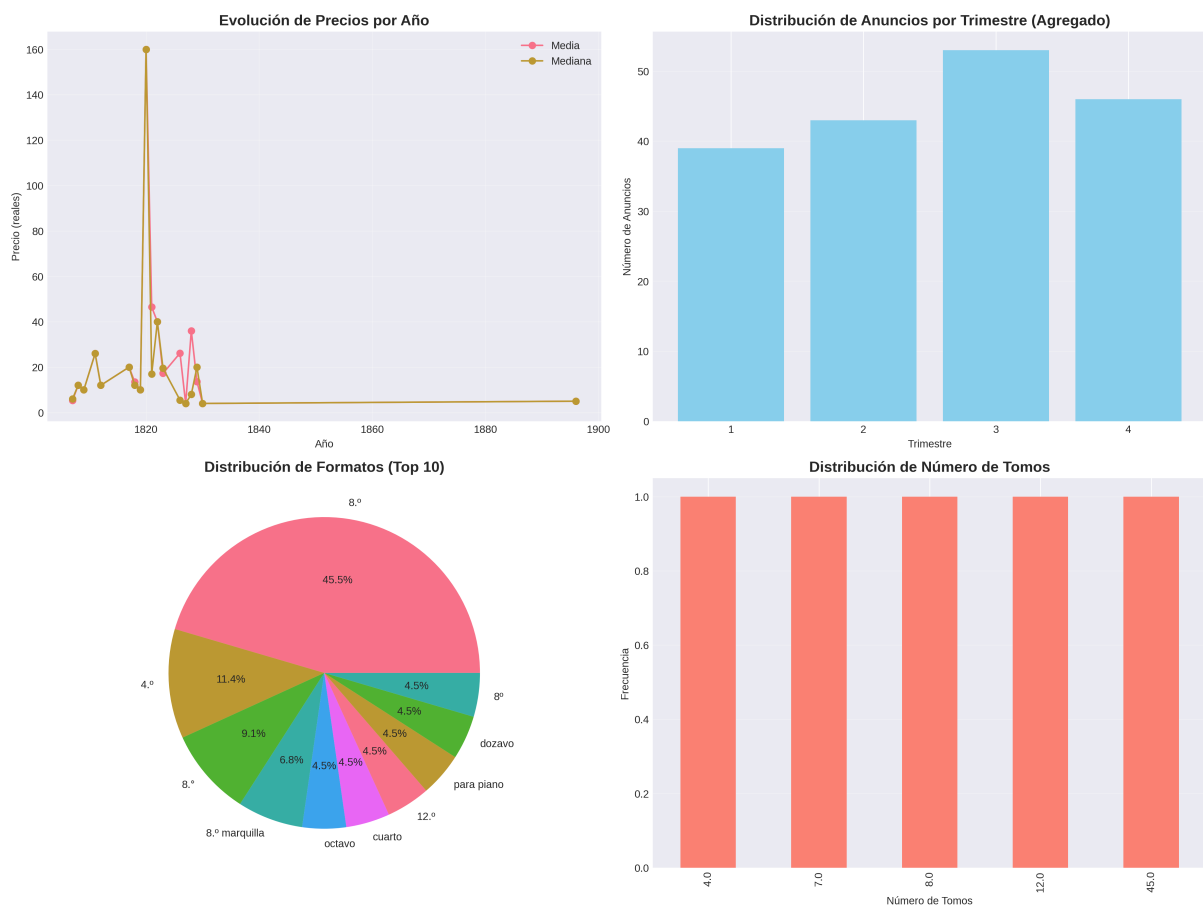 Evolución de Precios por Año
Media
Mediana
160
140
120
100
80
60
40
20
0
Precio (reales)
1820
1840
1860
1880
1900
Año
Distribución de Anuncios por Trimestre (Agregado)
50
40
30
20
10
0
Número de Anuncios
1
2
3
4
Trimestre
Distribución de Formatos (Top 10)
8.º
45.5%
4.º
11.4%
8.°
9.1%
8.º marquilla
6.8%
octavo
4.5%
cuarto
4.5%
12.º
4.5%
para piano
4.5%
dozavo
4.5%
8º
4.5%
Distribución de Número de Tomos
1.0
0.8
0.6
0.4
0.2
0.0
Frecuencia
4.0
7.0
8.0
12.0
45.0
Número de Tomos